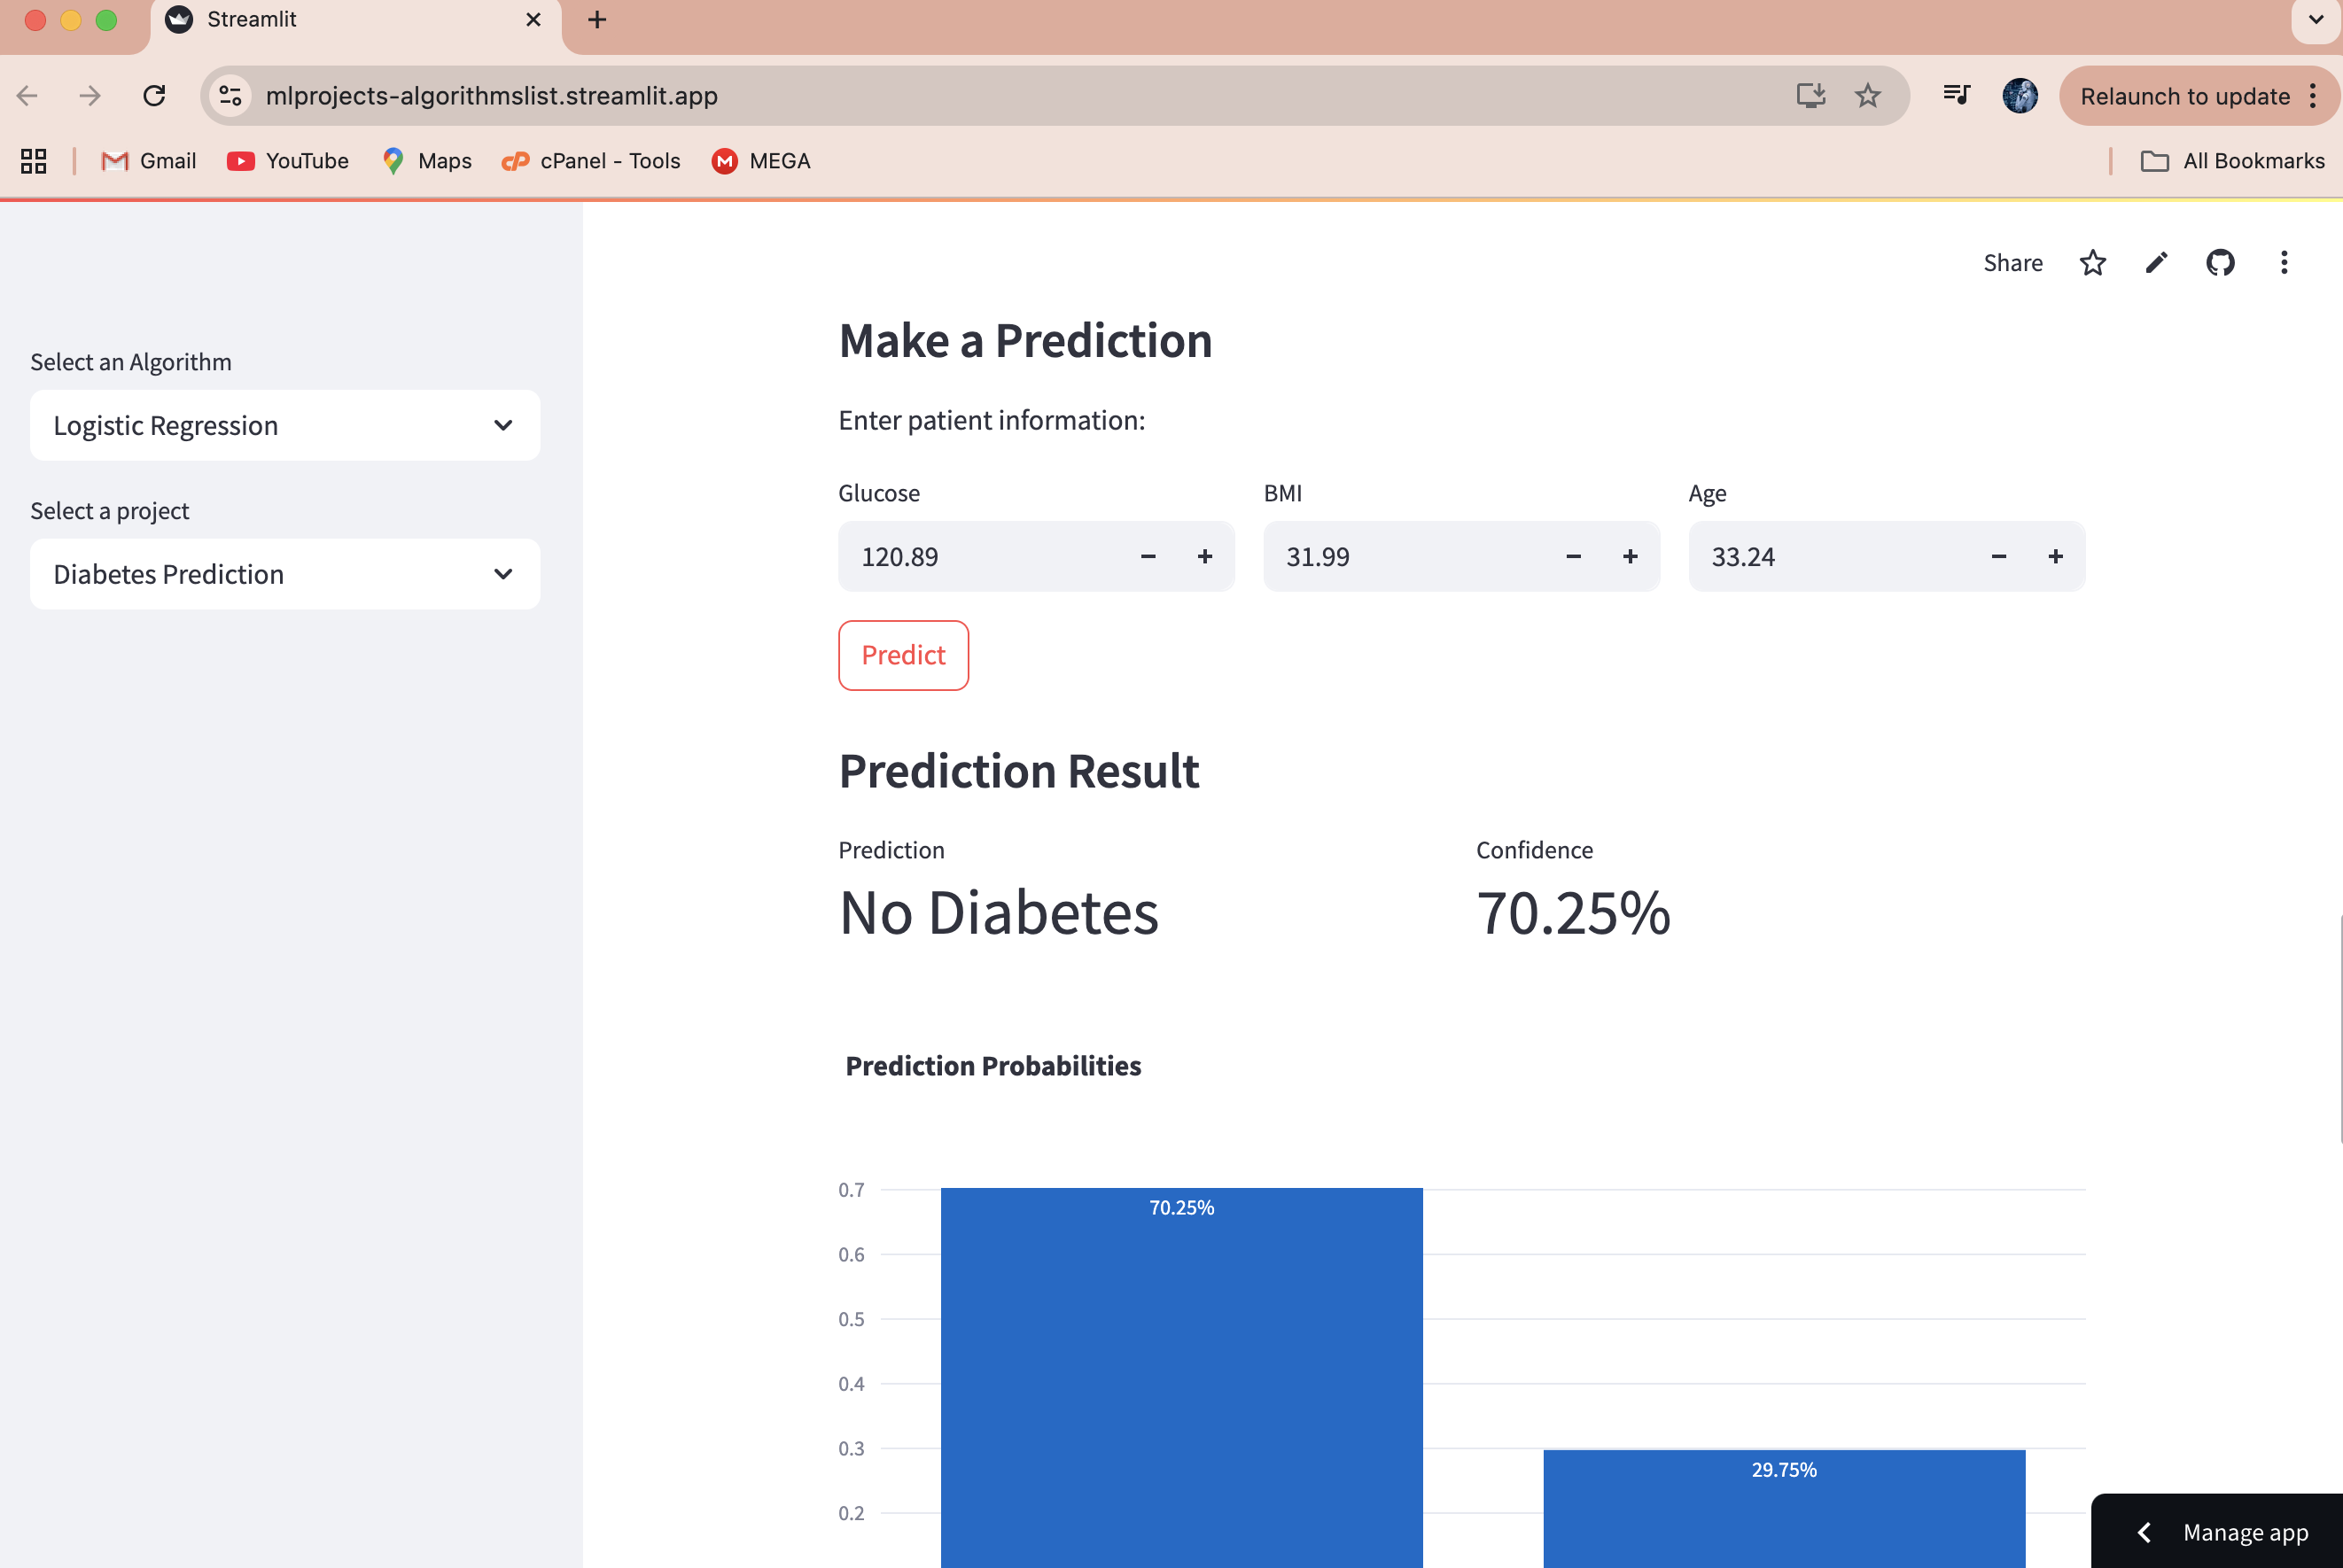 Streamlit
mlprojects-algorithmslist.streamlit.app
Relaunch to update
Gmail
YouTube
Maps
cPanel - Tools
MEGA
All Bookmarks
Share
Select an Algorithm
Logistic Regression
Select a project
Diabetes Prediction
Make a Prediction
Enter patient information:
Glucose BMI Age
120.89 31.99 33.24
Predict
Prediction Result
Prediction Confidence
No Diabetes 70.25%
Prediction Probabilities
0.7
70.25%
0.6
0.5
0.4
0.3
29.75%
0.2
Manage app